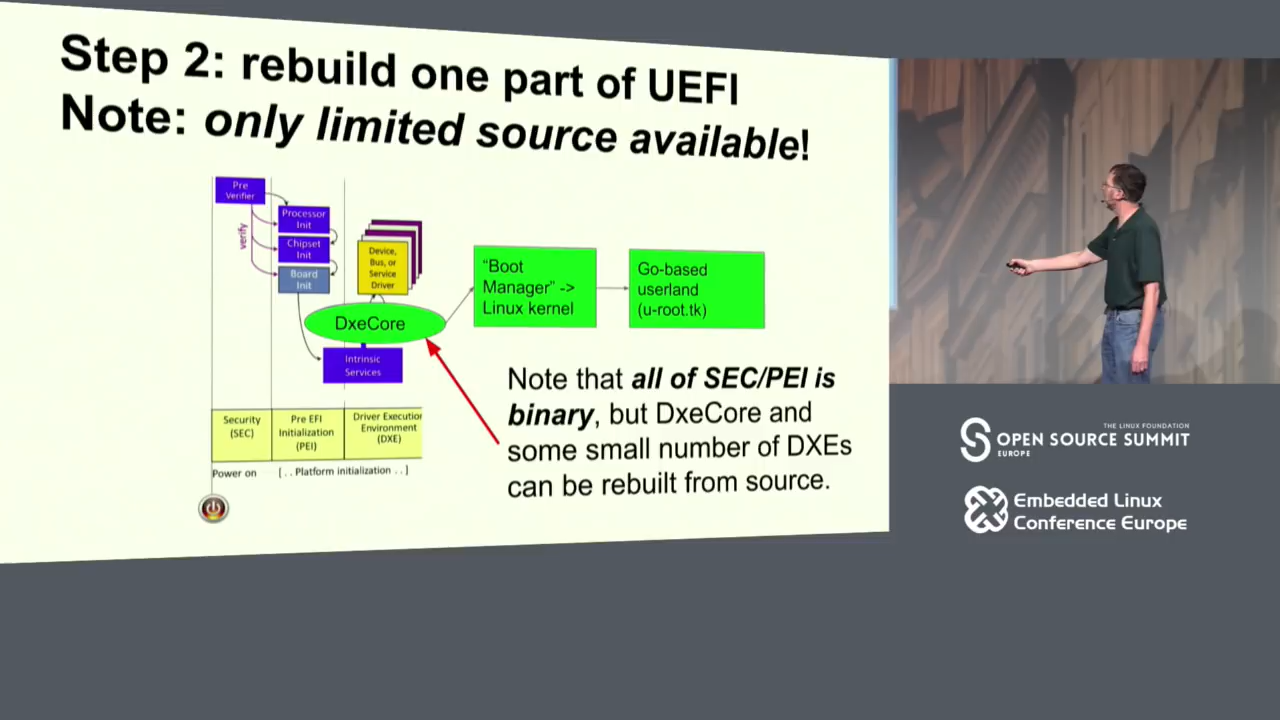 Step 2: rebuild one part of UEFI
Note: only limited source available!
Pre
Verifier
verify
Processor
Init
Chipset
Init
Board
Init
Device,
Bus, or
Service
Driver
DxeCore
Intrinsic
Services
"Boot
Manager" ->
Linux kernel
Go-based
userland
(u-root.tk)
Note that all of SEC/PEI is
binary, but DxeCore and
some small number of DXEs
can be rebuilt from source.
Security
(SEC)
Pre EFI
Initialization
(PEI)
Driver Execution
Environment
(DXE)
Power on
[ . . Platform initialization . . ]
THE LINUX FOUNDATION
OPEN SOURCE SUMMIT
EUROPE
Embedded Linux
Conference Europe